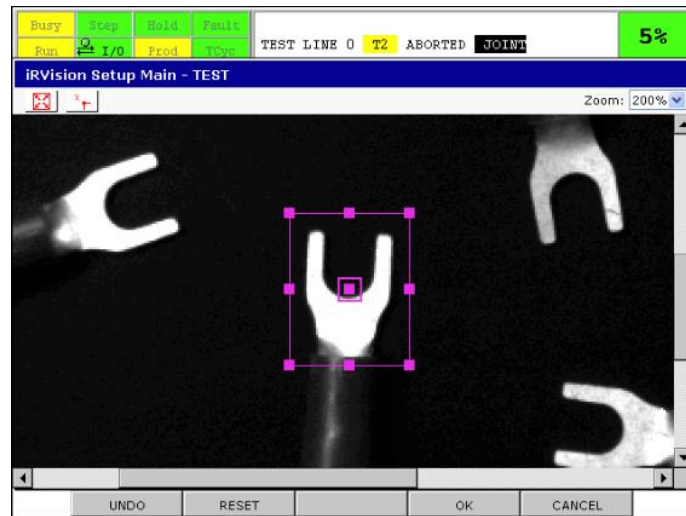 Busy Step Hold Fault
Run I/O Prod TCyc TEST LINE 0 T2 ABORTED JOINT 5%
iRVision Setup Main - TEST
Zoom: 200%
UNDO RESET OK CANCEL